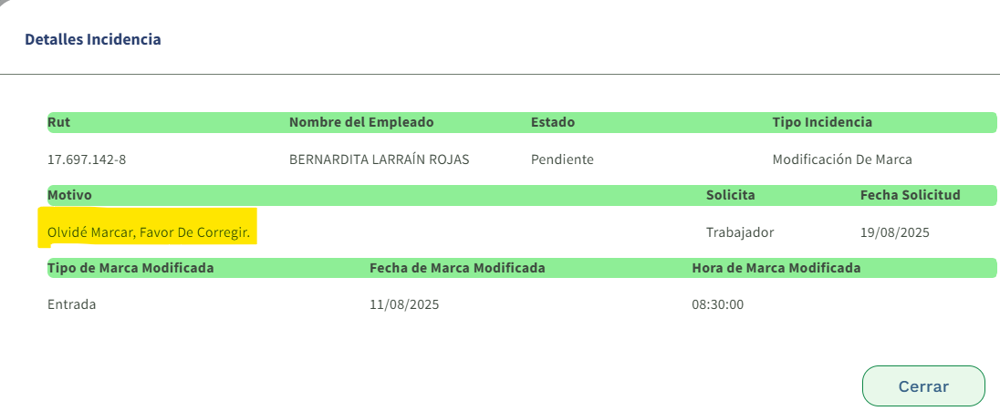 Detalles Incidencia
Rut Nombre del Empleado Estado Tipo Incidencia
17.697.142-8 BERNARDITA LARRAÍN ROJAS Pendiente Modificación De Marca
Motivo Solicita Fecha Solicitud
Olvidé Marcar, Favor De Corregir. Trabajador 19/08/2025
Tipo de Marca Modificada Fecha de Marca Modificada Hora de Marca Modificada
Entrada 11/08/2025 08:30:00
Cerrar